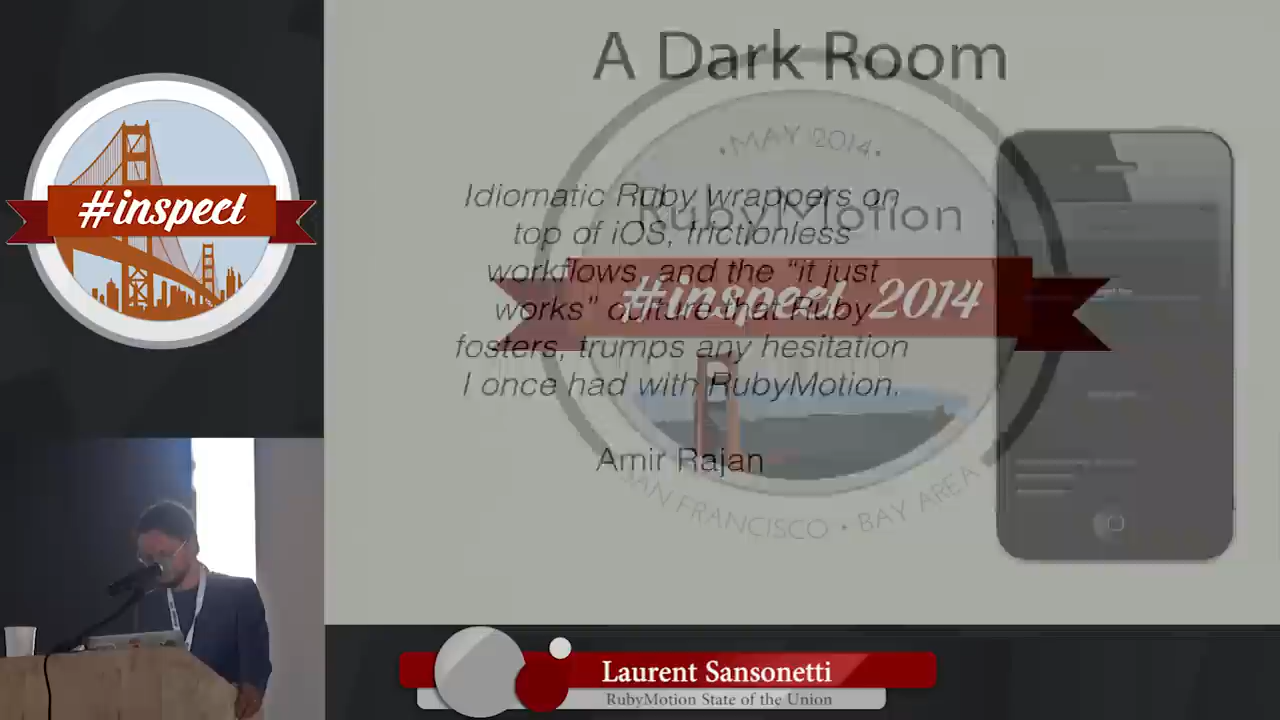 #inspect
A Dark Room
• MAY 2014 •
RubyMotion
#inspect 2014
Idiomatic Ruby wrappers on
top of iOS, frictionless
workflows, and the "it just
works" culture that Ruby
fosters, trumps any hesitation
I once had with RubyMotion.
Amir Rajan
SAN FRANCISCO • BAY AREA
Laurent Sansonetti
RubyMotion State of the Union